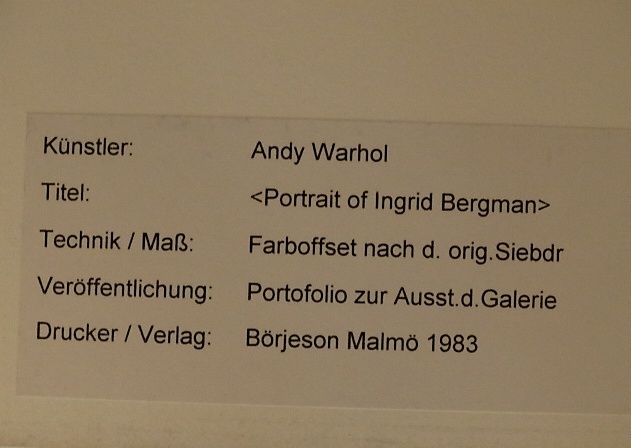 Künstler: Andy Warhol
Titel: <Portrait of Ingrid Bergman>
Technik / Maß: Farboffset nach d. orig.Siebdr
Veröffentlichung: Portofolio zur Ausst.d.Galerie
Drucker / Verlag: Börjeson Malmö 1983